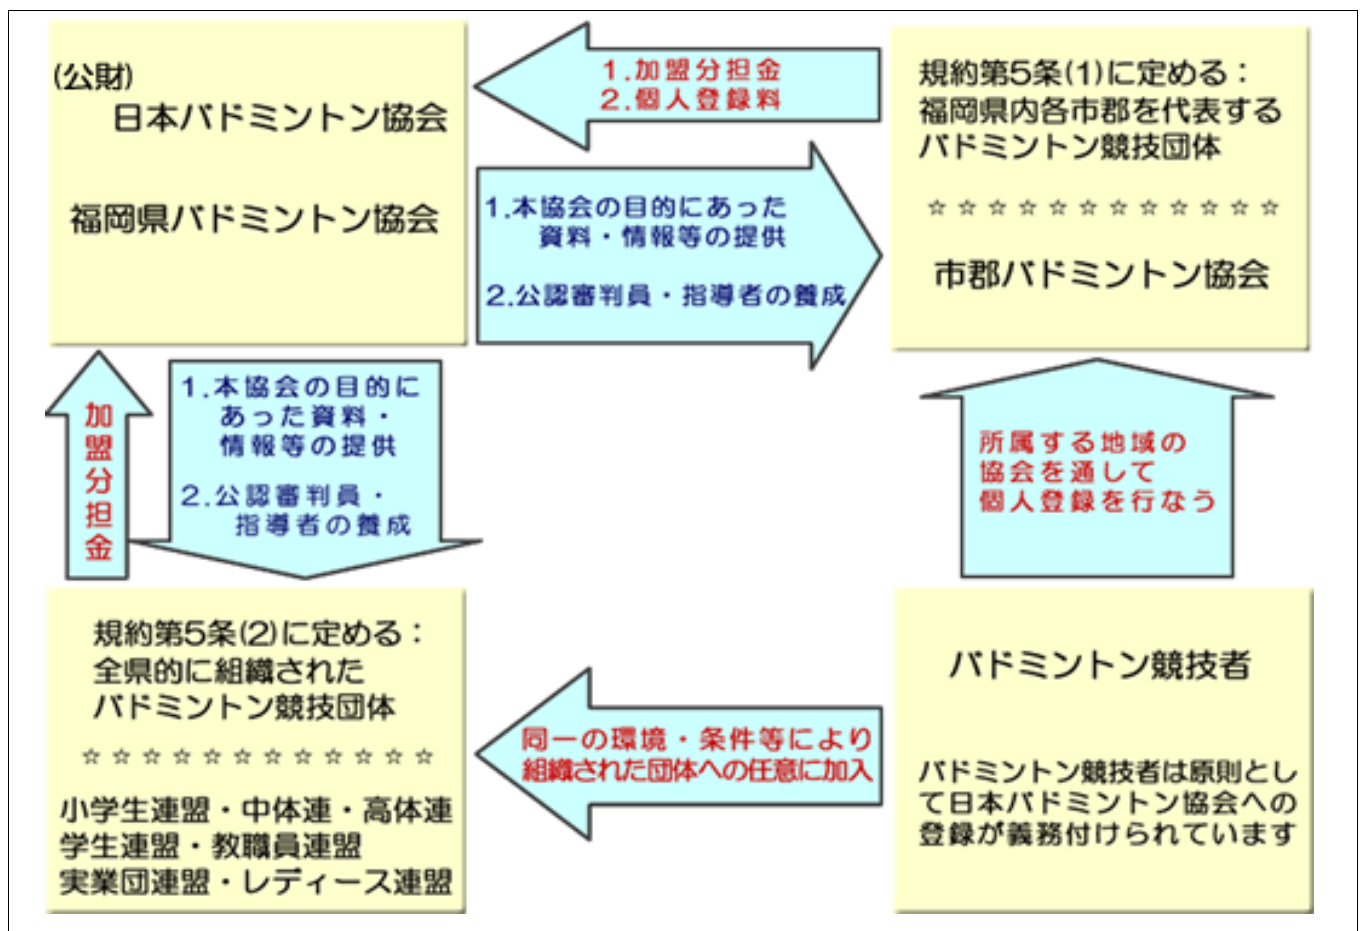 (公財)
日本バドミントン協会
福岡県バドミントン協会
1.加盟分担金
2.個人登録料
規約第5条(1)に定める：
福岡県内各市郡を代表する
バドミントン競技団体
☆☆☆☆☆☆☆☆☆☆☆☆
市郡バドミントン協会
1.本協会の目的にあった
資料・情報等の提供
2.公認審判員・指導者の養成
加盟分担金
1.本協会の目的に
あった資料・
情報等の提供
2.公認審判員・
指導者の養成
所属する地域の
協会を通して
個人登録を行なう
規約第5条(2)に定める：
全県的に組織された
バドミントン競技団体
☆☆☆☆☆☆☆☆☆☆☆☆
小学生連盟・中体連・高体連
学生連盟・教職員連盟
実業団連盟・レディース連盟
同一の環境・条件等により
組織された団体への任意に加入
バドミントン競技者
バドミントン競技者は原則とし
て日本バドミントン協会への
登録が義務付けられています